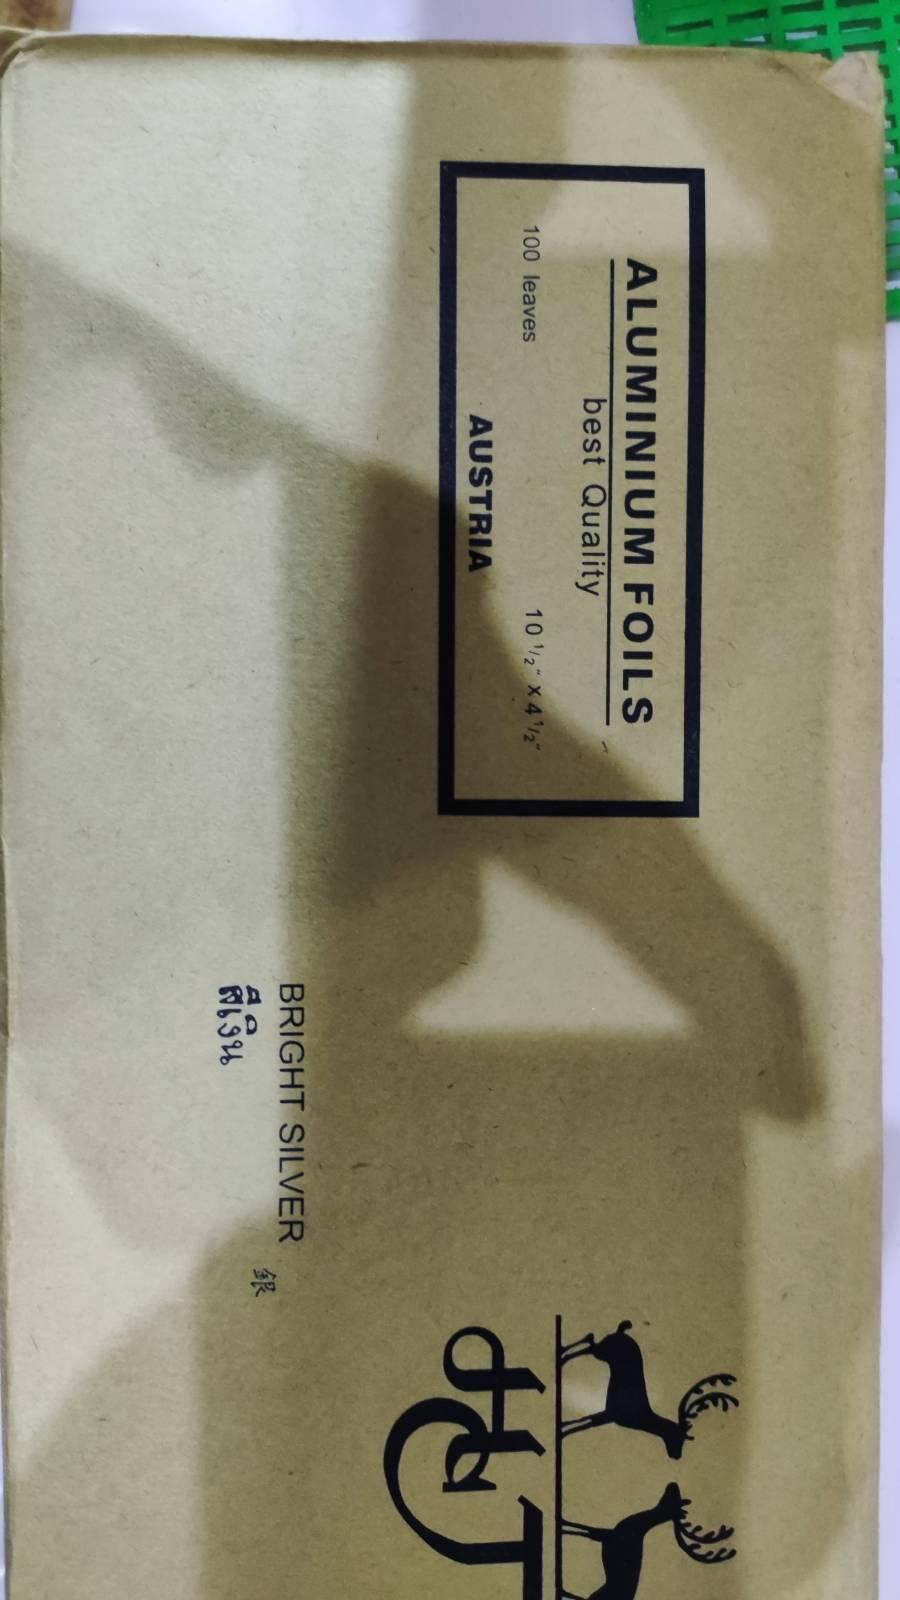 ALUMINIUM FOILS
best Quality
100 leaves 10 1/2" X 4 1/2"
AUSTRIA
BRIGHT SILVER 銀
สีเงิน